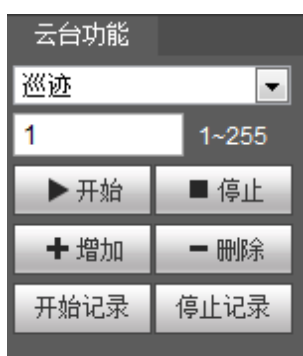 云台功能
巡迹
1 1~255
开始 停止
增加 删除
开始记录 停止记录